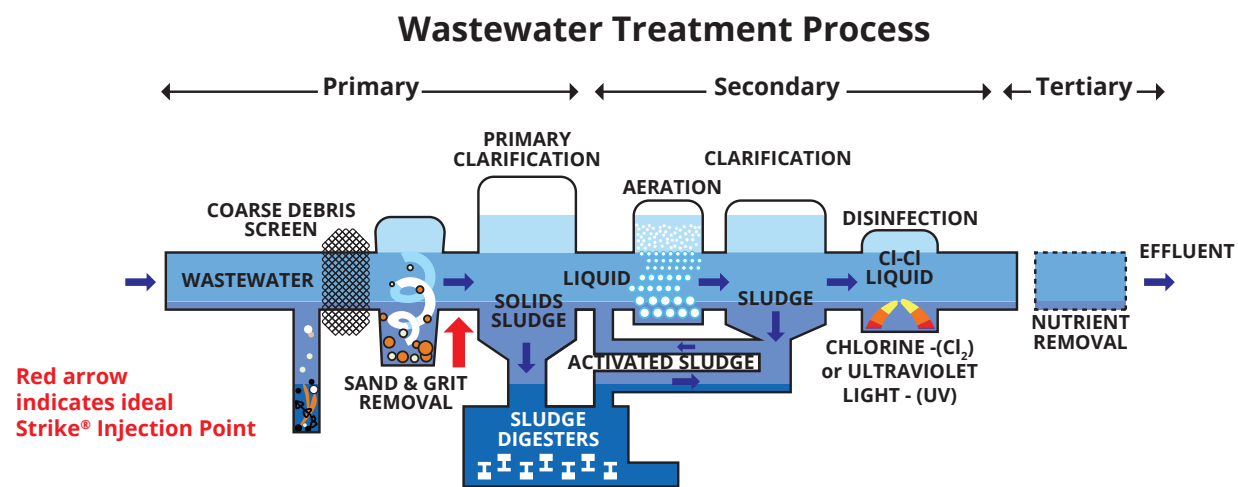 Wastewater Treatment Process
Primary
Secondary
Tertiary
PRIMARY
CLARIFICATION
CLARIFICATION
AERATION
COARSE DEBRIS
SCREEN
DISINFECTION
EFFLUENT
WASTEWATER
LIQUID
Cl-Cl
LIQUID
SOLIDS
SLUDGE
SLUDGE
NUTRIENT
REMOVAL
CHLORINE -(Cl₂)
or ULTRAVIOLET
LIGHT - (UV)
ACTIVATED SLUDGE
SAND & GRIT
REMOVAL
Red arrow
indicates ideal
Strike® Injection Point
SLUDGE
DIGESTERS